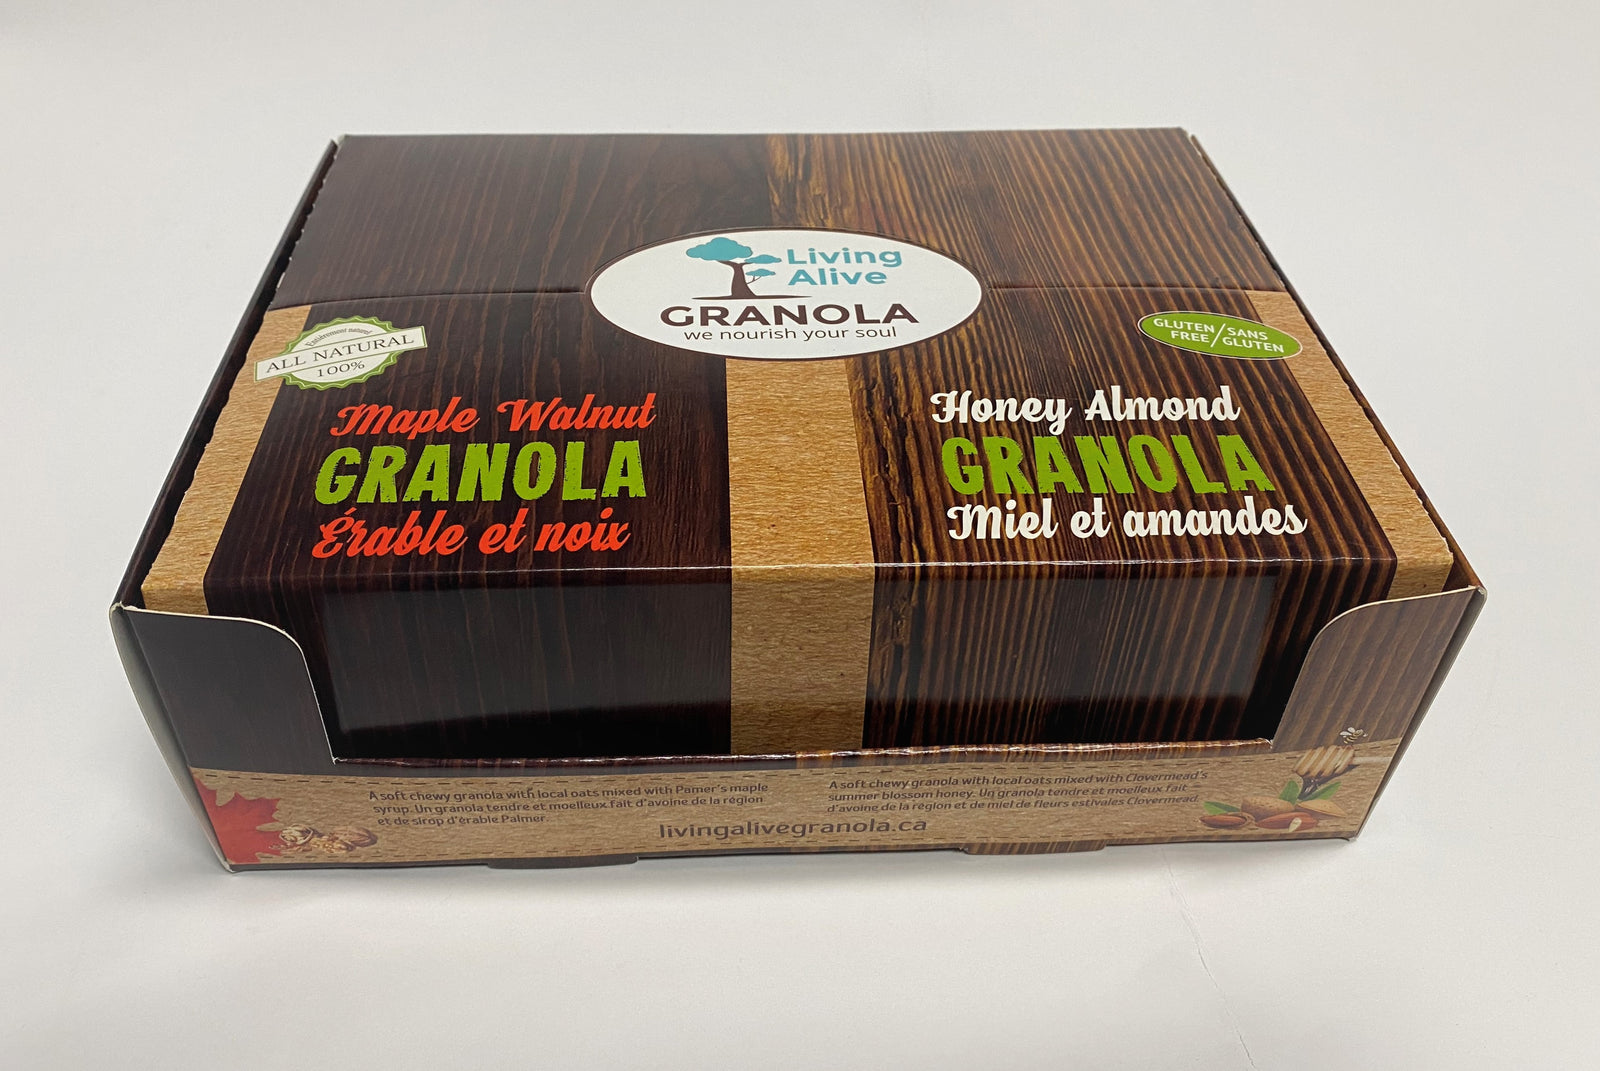 Living
Alive
GRANOLA
we nourish your soul
Entièrement naturel
ALL NATURAL
100%
GLUTEN FREE/SANS GLUTEN
Maple Walnut
GRANOLA
Érable et noix
Honey Almond
GRANOLA
Miel et amandes
A soft chewy granola with local oats mixed with Pamer's maple
syrup. Un granola tendre et moelleux fait d'avoine de la région
et de sirop d'érable Palmer.
A soft chewy granola with local oats mixed with Clovermead's
summer blossom honey. Un granola tendre et moelleux fait
d'avoine de la région et de miel de fleurs estivales Clovermead.
livingalivegranola.ca